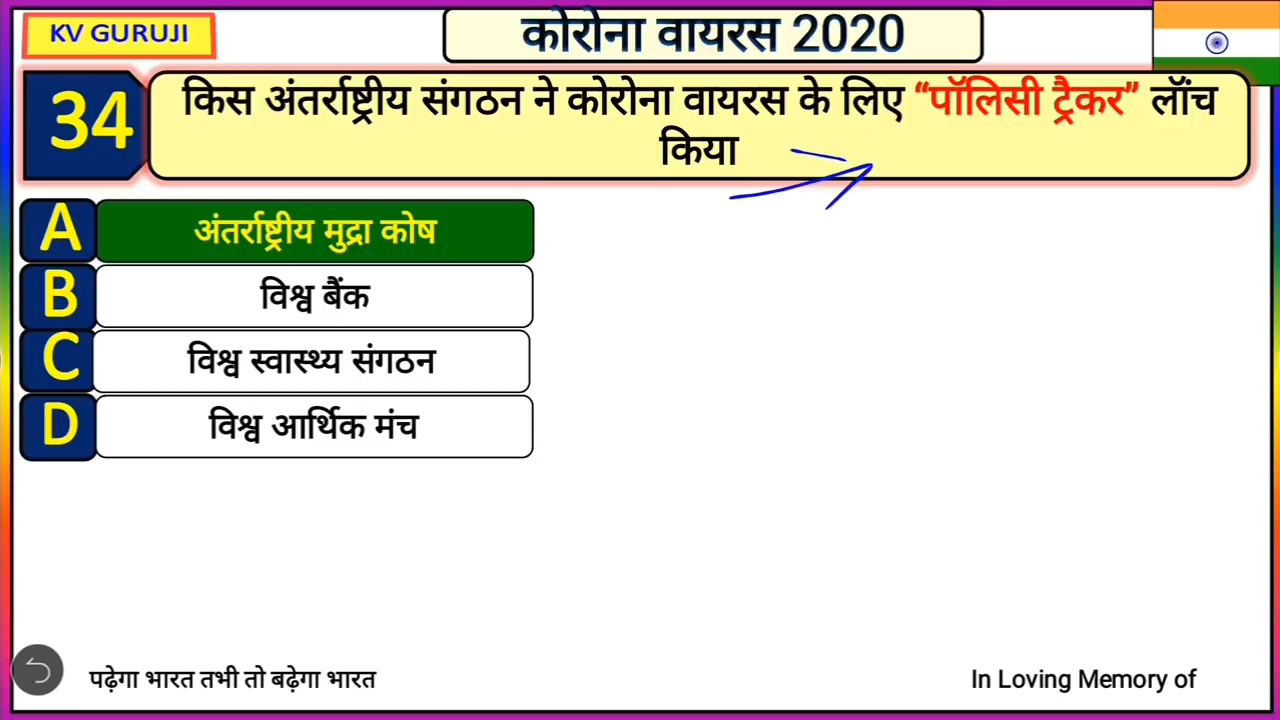 KV GURUJI
कोरोना वायरस 2020
34
किस अंतर्राष्ट्रीय संगठन ने कोरोना वायरस के लिए “पॉलिसी ट्रैकर” लॉंच
किया
A अंतर्राष्ट्रीय मुद्रा कोष
B विश्व बैंक
C विश्व स्वास्थ्य संगठन
D विश्व आर्थिक मंच
पढ़ेगा भारत तभी तो बढ़ेगा भारत
In Loving Memory of